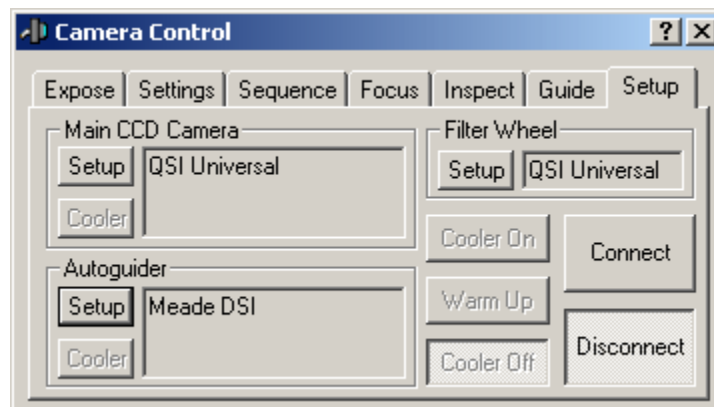 Camera Control
? X
Expose Settings Sequence Focus Inspect Guide Setup
Main CCD Camera
Setup QSI Universal
Cooler
Filter Wheel
Setup QSI Universal
Autoguider
Setup Meade DSI
Cooler
Cooler On
Warm Up
Cooler Off
Connect
Disconnect